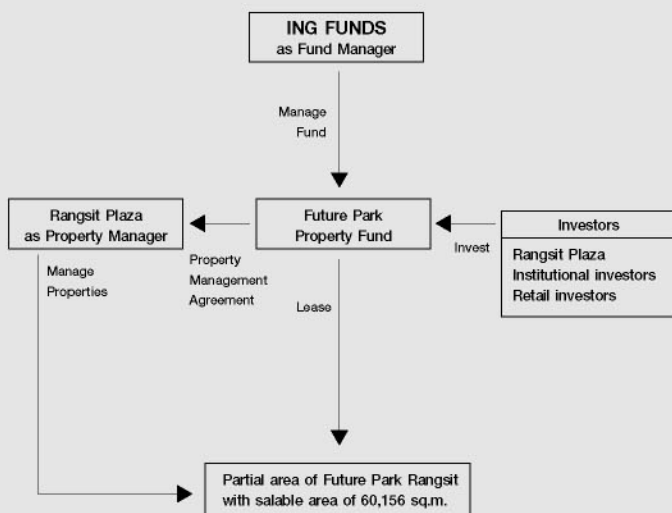 ING FUNDS
as Fund Manager
Manage
Fund
Rangsit Plaza
as Property Manager
Future Park
Property Fund
Investors
Rangsit Plaza
Institutional investors
Retail investors
Invest
Property
Management
Agreement
Manage
Properties
Lease
Partial area of Future Park Rangsit
with salable area of 60,156 sq.m.